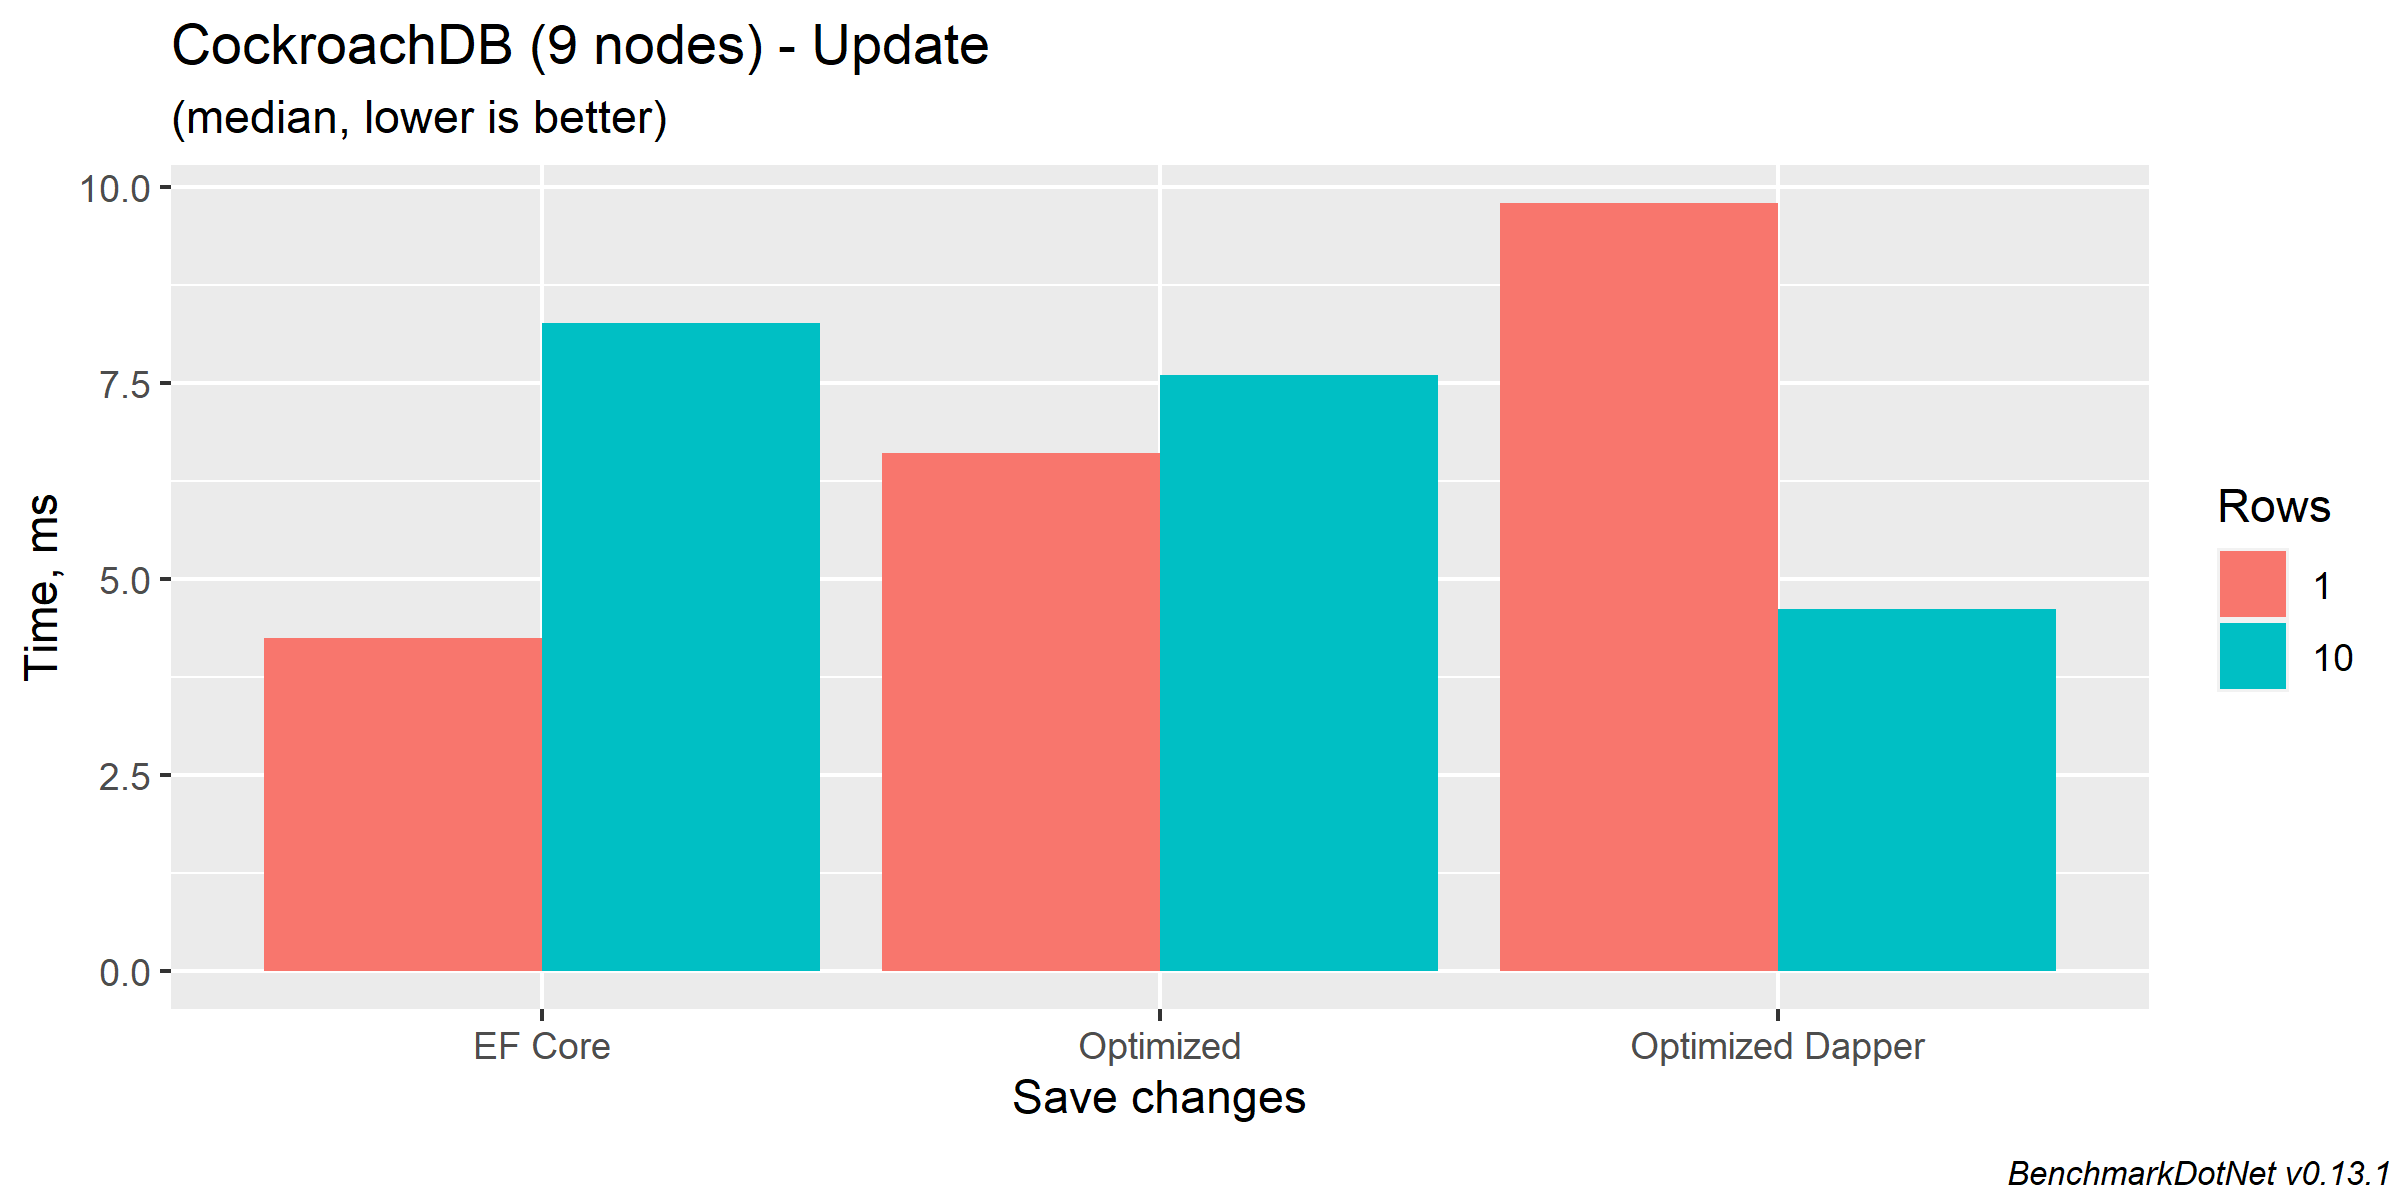 CockroachDB (9 nodes) - Update
(median, lower is better)
Time, ms
10.0
7.5
5.0
2.5
0.0
EF Core
Optimized
Optimized Dapper
Save changes
Rows
1
10
BenchmarkDotNet v0.13.1